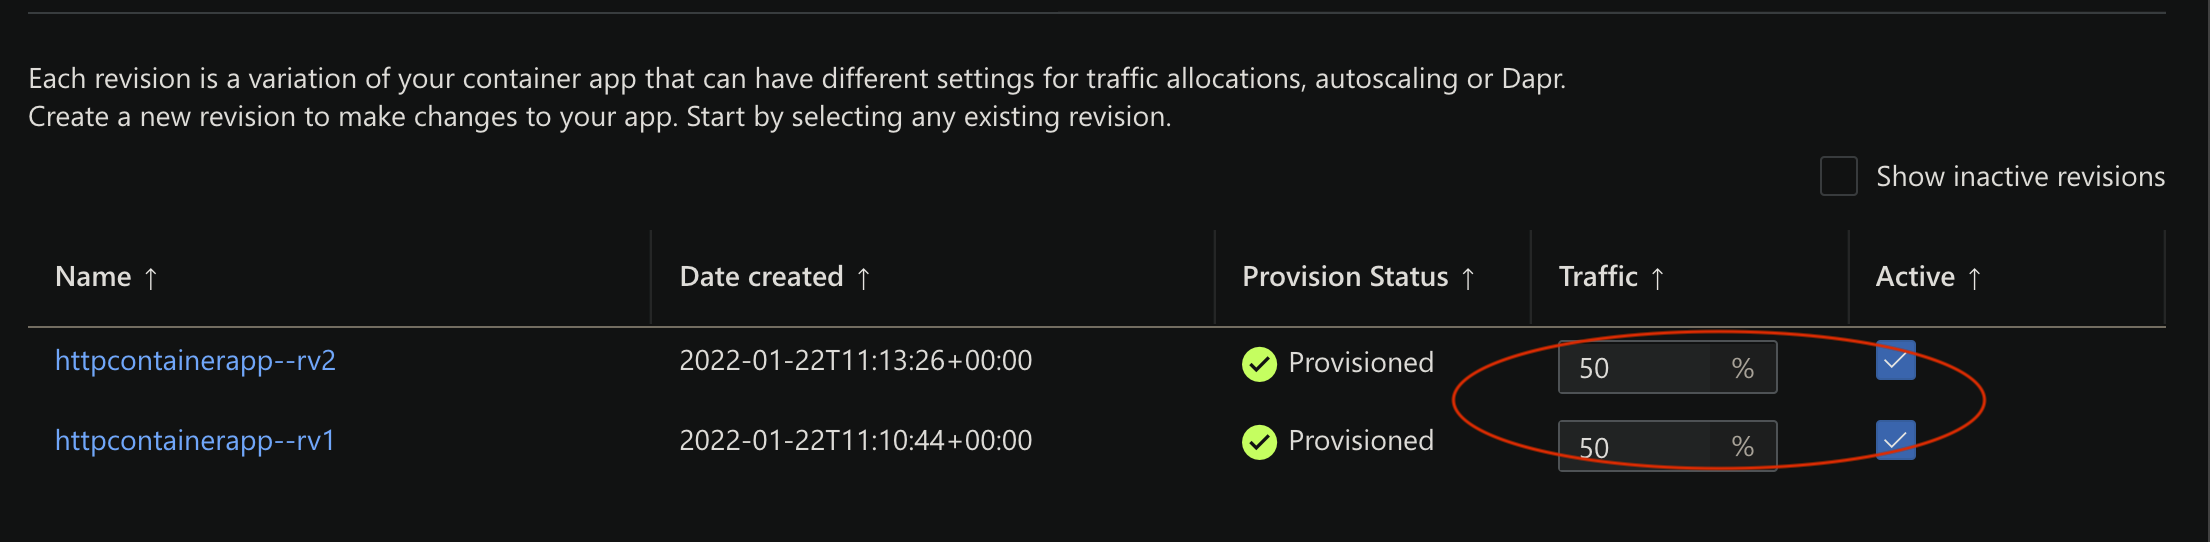 Each revision is a variation of your container app that can have different settings for traffic allocations, autoscaling or Dapr.
Create a new revision to make changes to your app. Start by selecting any existing revision.
Show inactive revisions
Name ↑ Date created ↑ Provision Status ↑ Traffic ↑ Active ↑
httpcontainerapp--rv2 2022-01-22T11:13:26+00:00 Provisioned 50 %
httpcontainerapp--rv1 2022-01-22T11:10:44+00:00 Provisioned 50 %